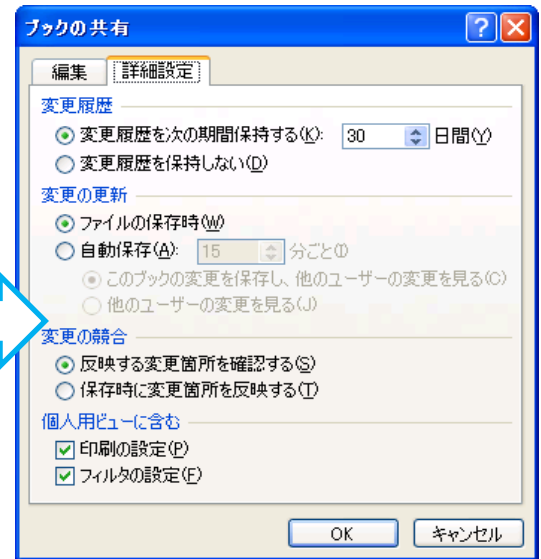 ブックの共有
編集 詳細設定
変更履歴
変更履歴を次の期間保持する(K): 30 日間(Y)
変更履歴を保持しない(D)
変更の更新
ファイルの保存時(W)
自動保存(A): 15 分ごと(I)
このブックの変更を保存し、他のユーザーの変更を見る(C)
他のユーザーの変更を見る(J)
変更の競合
反映する変更箇所を確認する(S)
保存時に変更箇所を反映する(T)
個人用ビューに含む
印刷の設定(P)
フィルタの設定(F)
OK キャンセル